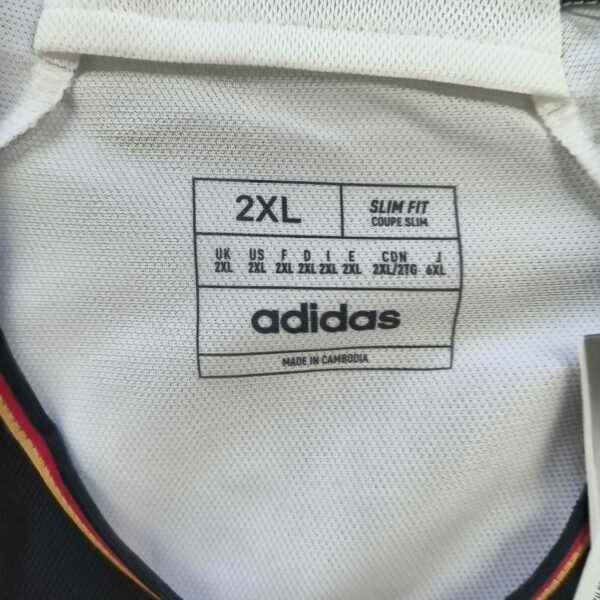 2XL
SLIM FIT
COUPE SLIM
UK US F D I E CDN J
2XL 2XL 2XL 2XL 2XL 2XL 2XL/2TG 6XL
adidas
MADE IN CAMBODIA